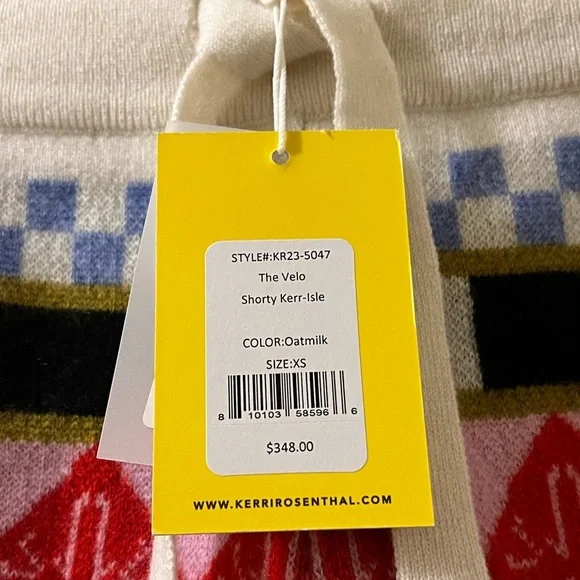 STYLE#:KR23-5047
The Velo
Shorty Kerr-Isle
COLOR:Oatmilk
SIZE:XS
8 10103 58596 6
$348.00
WWW.KERRIROSENTHAL.COM